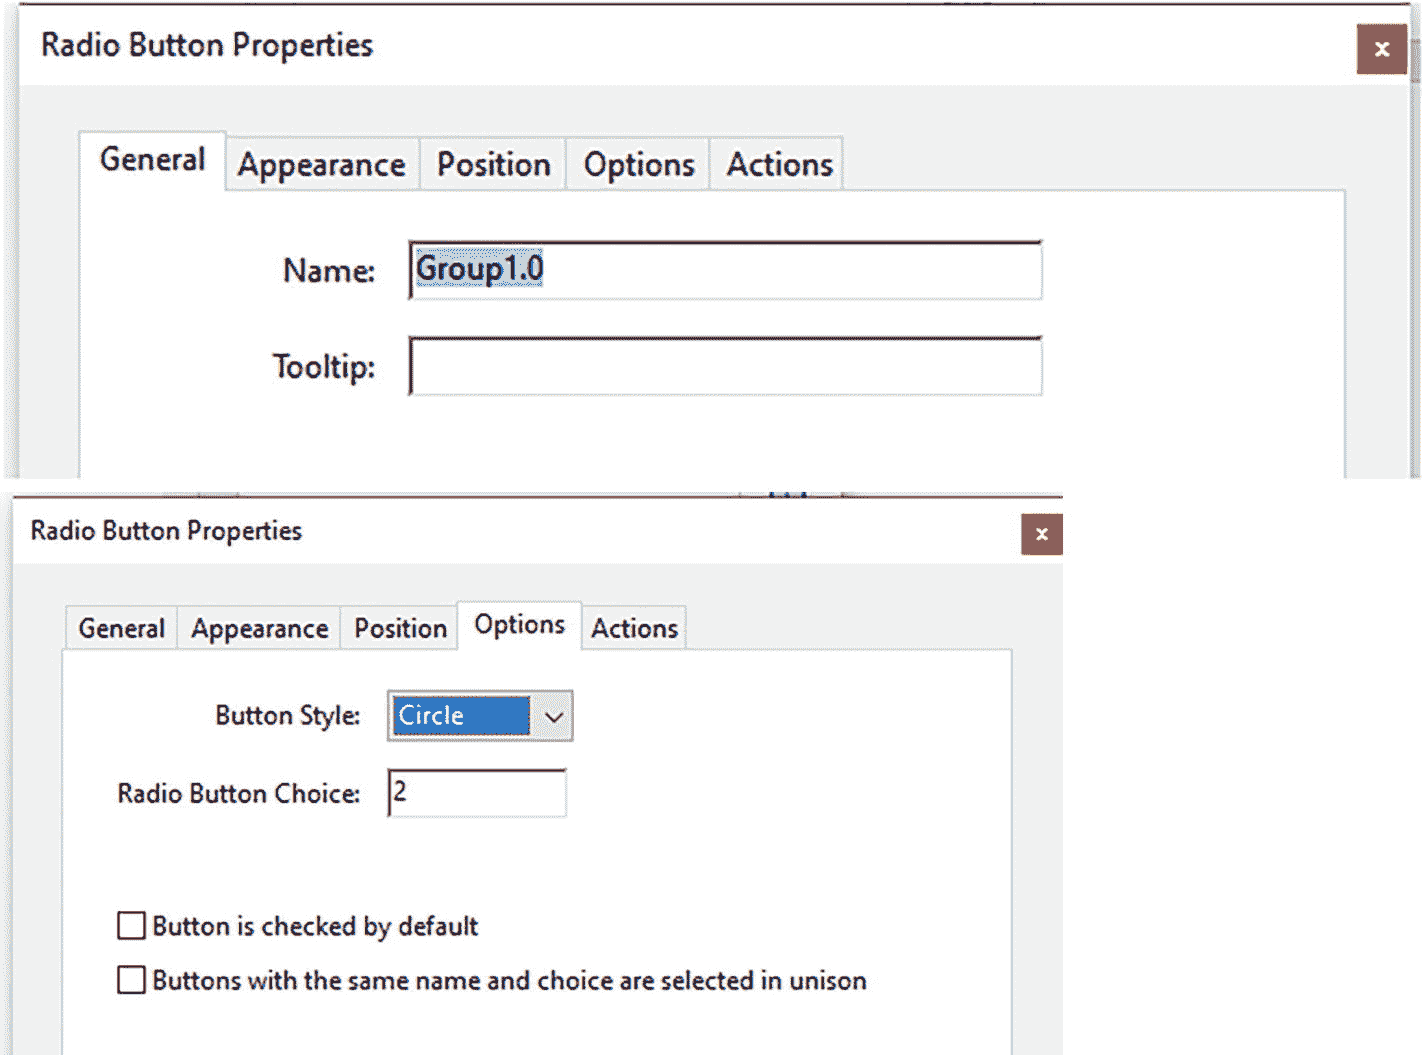 Radio Button Properties
x
General Appearance Position Options Actions
Name: Group1.0
Tooltip:
Radio Button Properties
x
General Appearance Position Options Actions
Button Style: Circle
Radio Button Choice: 2
Button is checked by default
Buttons with the same name and choice are selected in unison